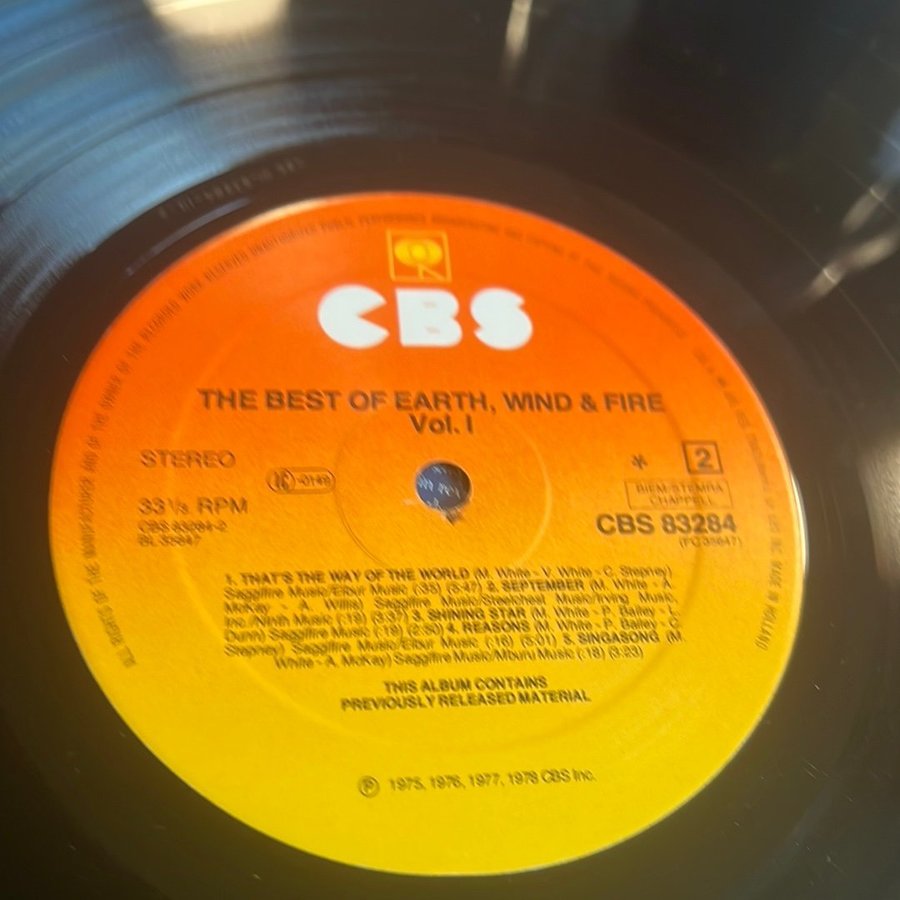 CBS
THE BEST OF EARTH, WIND & FIRE
Vol. I
STEREO
33⅓ RPM
CBS 83284-2
BL 35647
2
BIEM-STEMRA
CHAPPELL
CBS 83284
(FC 35647)
1. THAT'S THE WAY OF THE WORLD (M. White - V. White - C. Stepney)
Saggifire Music/Elbur Music (:35) (5:47) 2. SEPTEMBER (M. White - A.
McKay - A. Willis) Saggifire Music/Steelchest Music/Irving Music,
Inc./Ninth Music (:19) (3:37) 3. SHINING STAR (M. White - P. Bailey - L.
Dunn) Saggifire Music (:19) (2:50) 4. REASONS (M. White - P. Bailey - C.
Stepney) Saggifire Music/Elbur Music (:16) (5:01) 5. SINGASONG (M.
White - A. McKay) Saggifire Music/Mburu Music (:18) (3:23)
THIS ALBUM CONTAINS
PREVIOUSLY RELEASED MATERIAL
Ⓟ 1975, 1976, 1977, 1978 CBS Inc.